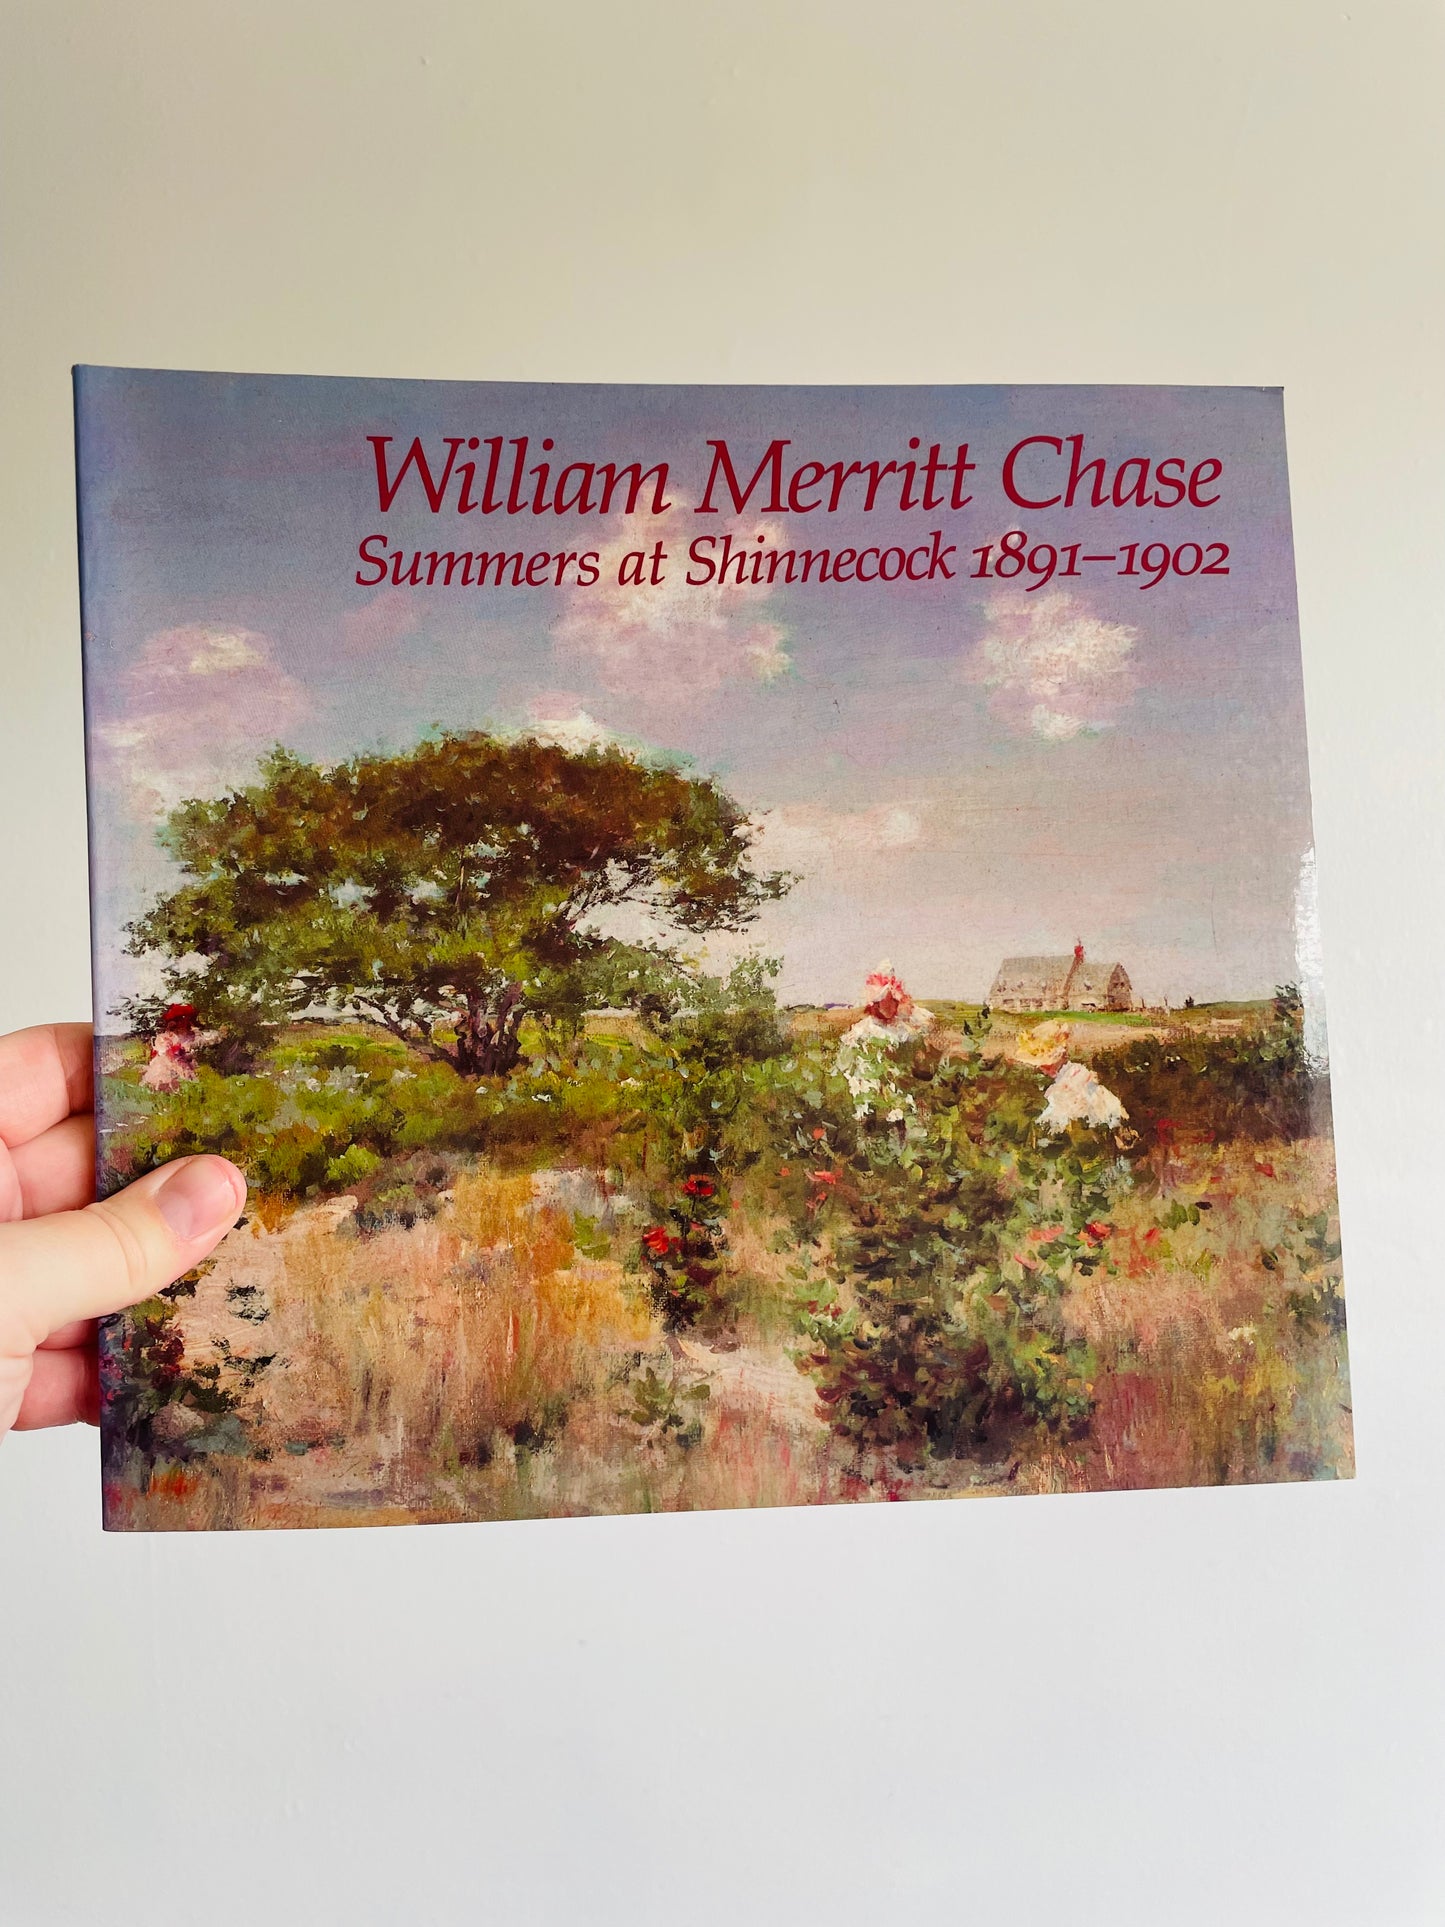 William Merritt Chase
Summers at Shinnecock 1891–1902